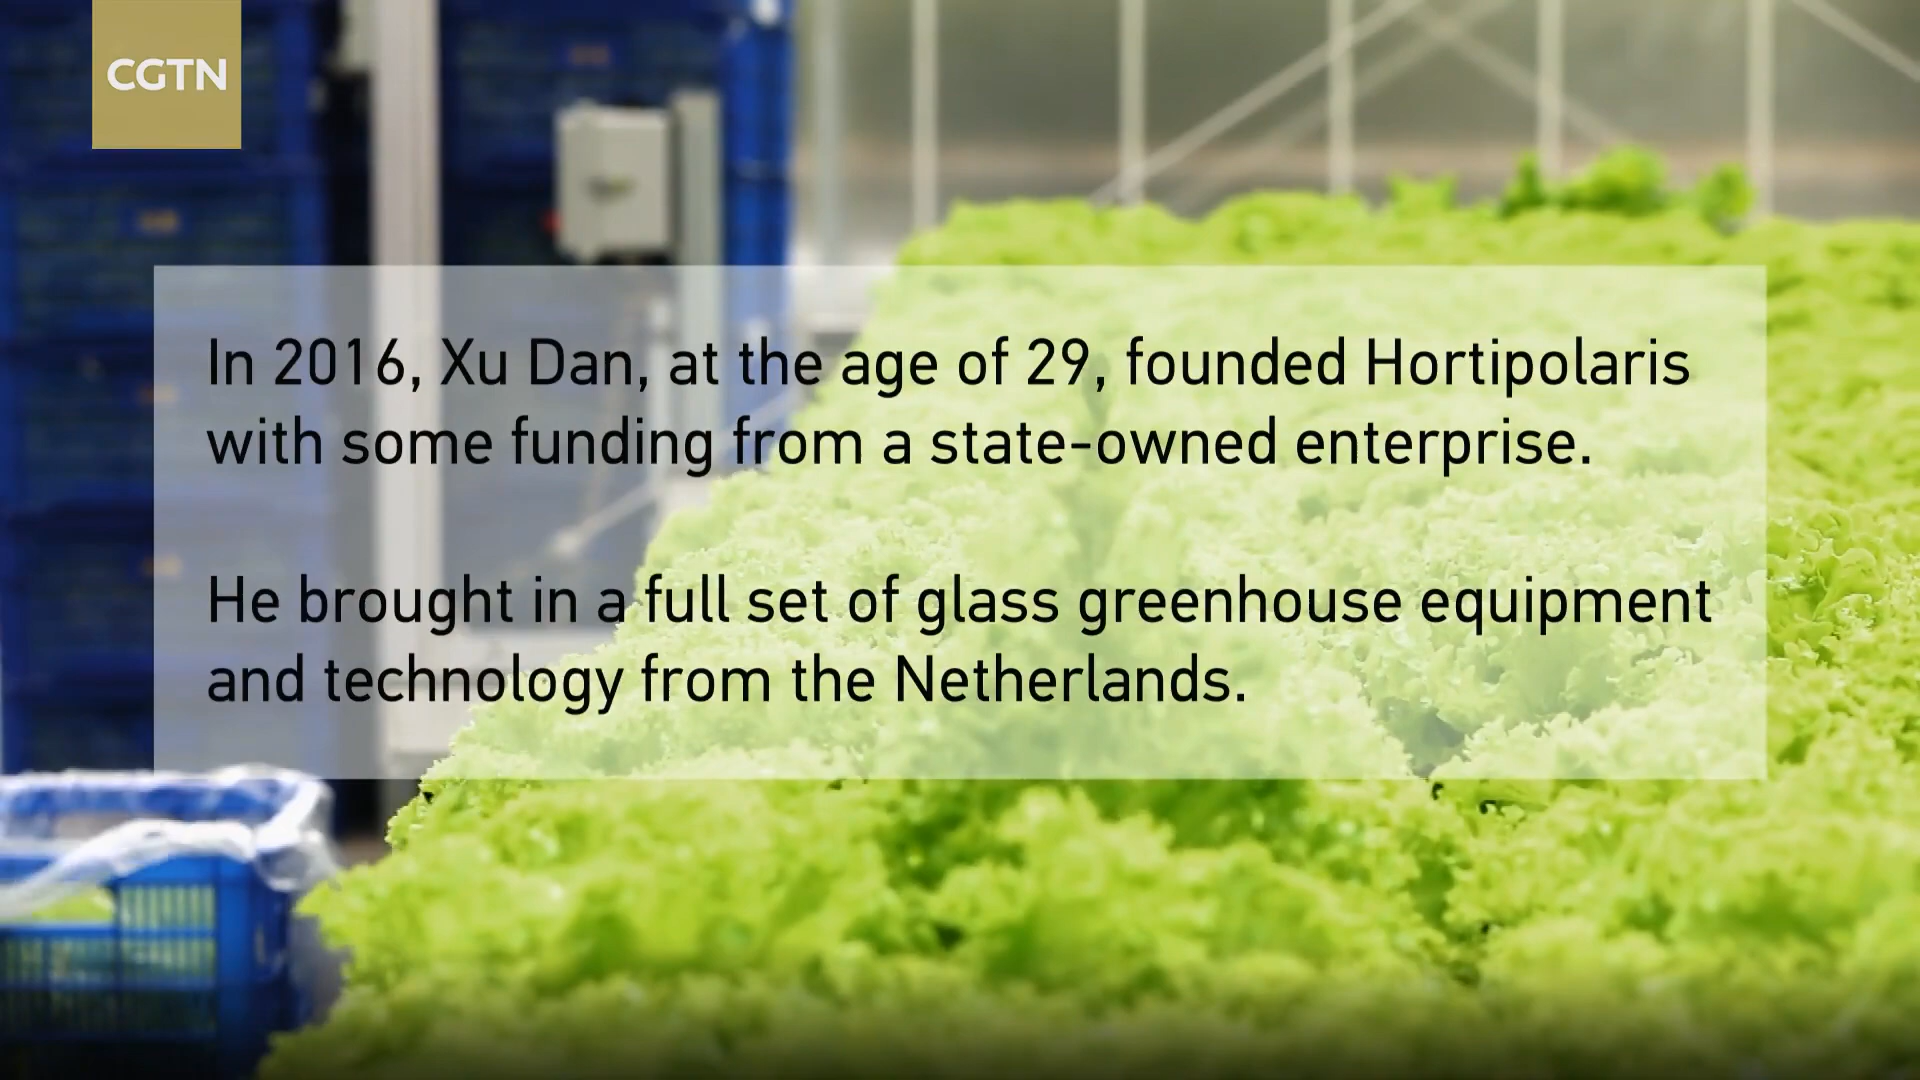 CGTN
In 2016, Xu Dan, at the age of 29, founded Hortipolaris
with some funding from a state-owned enterprise.
He brought in a full set of glass greenhouse equipment
and technology from the Netherlands.